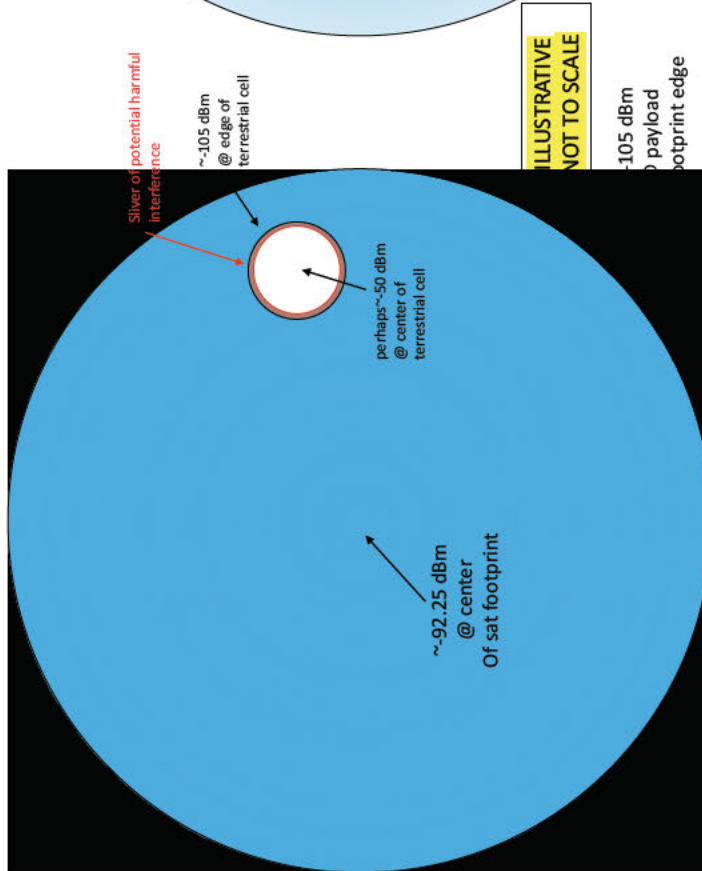 Sliver of potential harmful
interference
~-105 dBm
@ edge of
terrestrial cell
perhaps~-50 dBm
@ center of
terrestrial cell
~-92.25 dBm
@ center
Of sat footprint
ILLUSTRATIVE
NOT TO SCALE
-105 dBm
payload
footprint edge